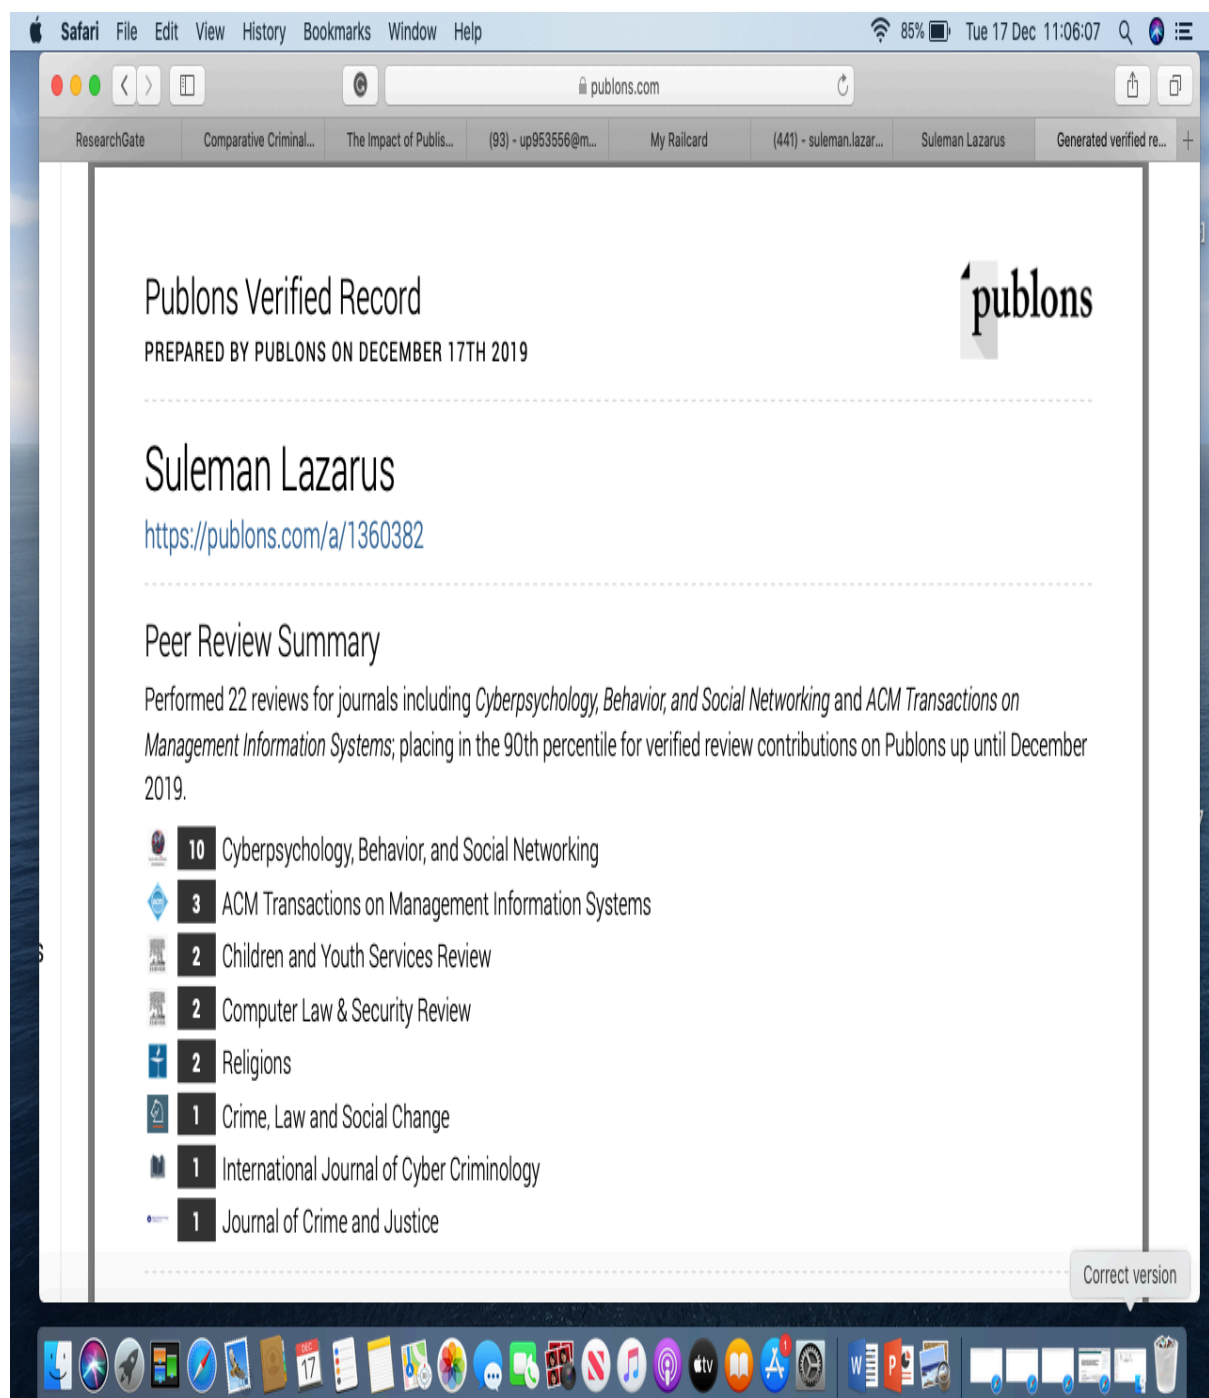 Safari File Edit View History Bookmarks Window Help 85% Tue 17 Dec 11:06:07
publons.com
ResearchGate Comparative Criminal... The Impact of Publis... (93) - up953556@m... My Railcard (441) - suleman.lazar... Suleman Lazarus Generated verified re...
Publons Verified Record
publons
PREPARED BY PUBLONS ON DECEMBER 17TH 2019
Suleman Lazarus
https://publons.com/a/1360382
Peer Review Summary
Performed 22 reviews for journals including Cyberpsychology, Behavior, and Social Networking and ACM Transactions on
Management Information Systems; placing in the 90th percentile for verified review contributions on Publons up until December
2019.
10 Cyberpsychology, Behavior, and Social Networking
3 ACM Transactions on Management Information Systems
2 Children and Youth Services Review
2 Computer Law & Security Review
2 Religions
1 Crime, Law and Social Change
1 International Journal of Cyber Criminology
1 Journal of Crime and Justice
Correct version
DEC
17
tv
1
W
P